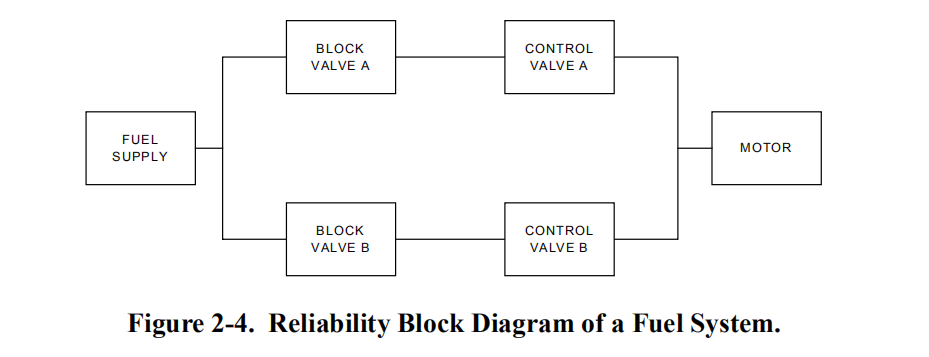 BLOCK
VALVE A
CONTROL
VALVE A
FUEL
SUPPLY
MOTOR
BLOCK
VALVE B
CONTROL
VALVE B
Figure 2-4. Reliability Block Diagram of a Fuel System.